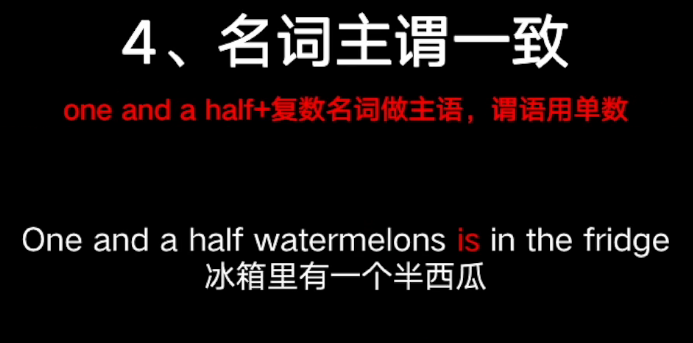 4、名词主谓一致
one and a half+复数名词做主语，谓语用单数
One and a half watermelons is in the fridge
冰箱里有一个半西瓜